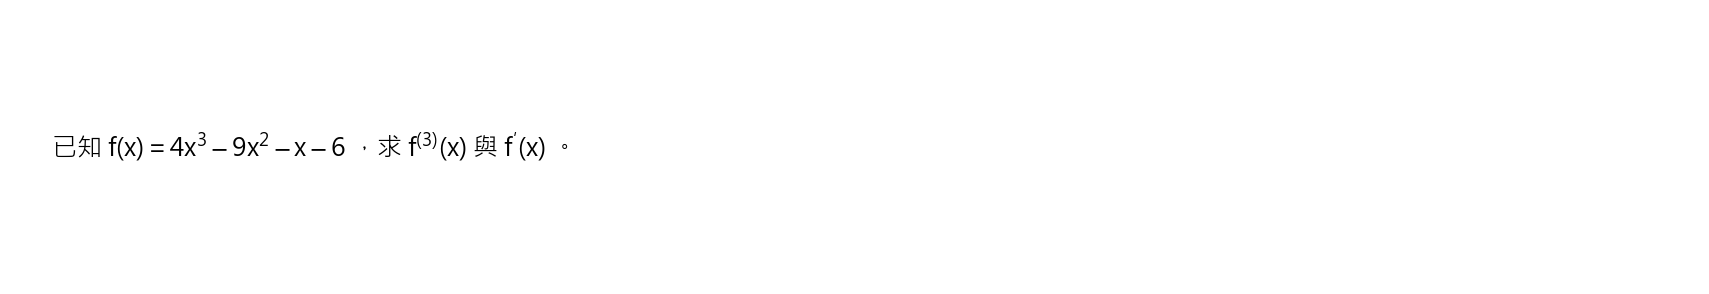 已知 f(x) = 4x³ – 9x² – x – 6 ，求 f⁽³⁾(x) 與 f′(x) 。